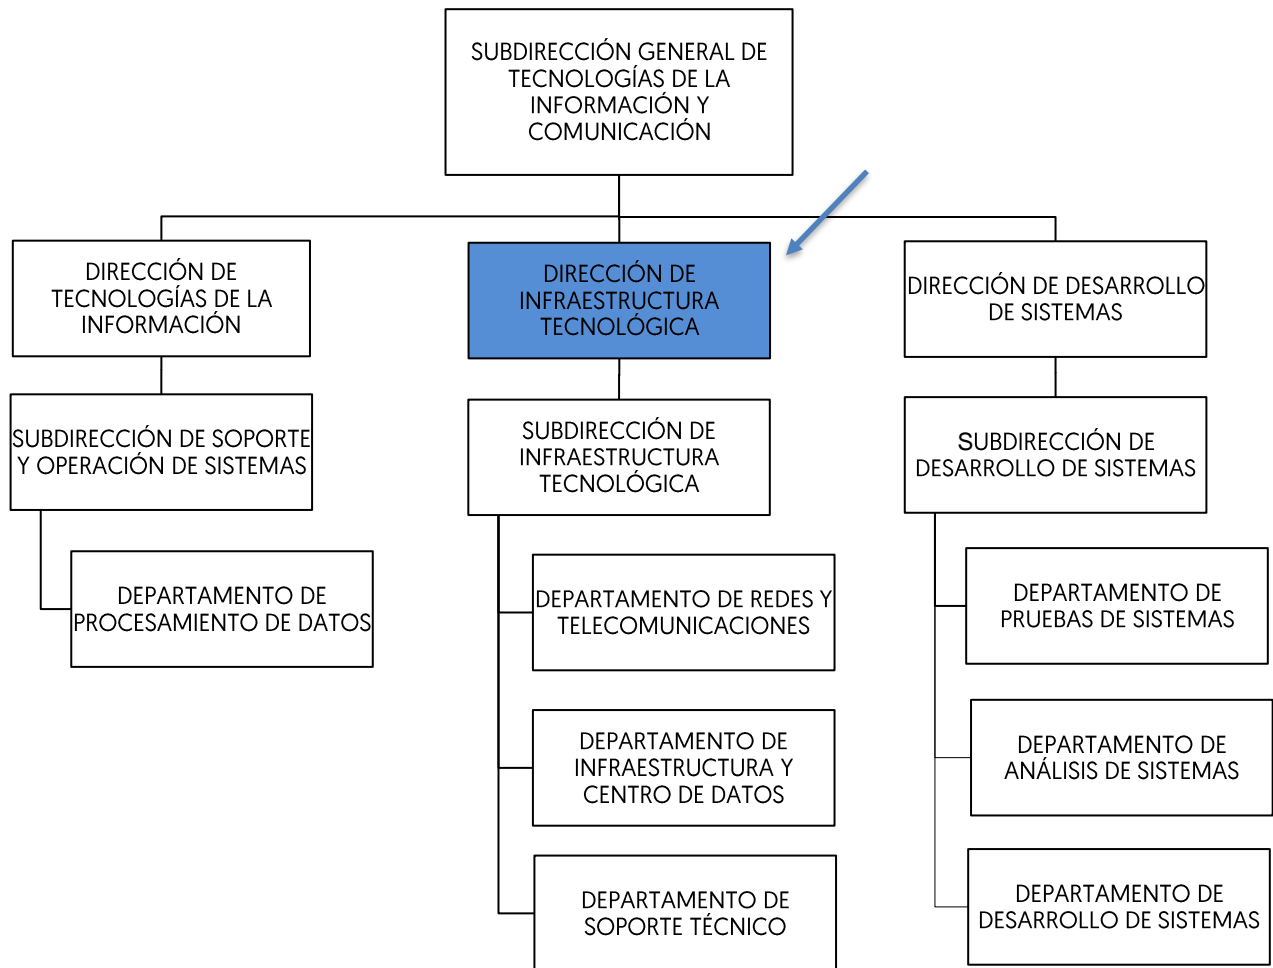 SUBDIRECCIÓN GENERAL DE
TECNOLOGÍAS DE LA
INFORMACIÓN Y
COMUNICACIÓN
DIRECCIÓN DE
TECNOLOGÍAS DE LA
INFORMACIÓN
DIRECCIÓN DE
INFRAESTRUCTURA
TECNOLÓGICA
DIRECCIÓN DE DESARROLLO
DE SISTEMAS
SUBDIRECCIÓN DE SOPORTE
Y OPERACIÓN DE SISTEMAS
SUBDIRECCIÓN DE
INFRAESTRUCTURA
TECNOLÓGICA
SUBDIRECCIÓN DE
DESARROLLO DE SISTEMAS
DEPARTAMENTO DE
PROCESAMIENTO DE DATOS
DEPARTAMENTO DE REDES Y
TELECOMUNICACIONES
DEPARTAMENTO DE
PRUEBAS DE SISTEMAS
DEPARTAMENTO DE
INFRAESTRUCTURA Y
CENTRO DE DATOS
DEPARTAMENTO DE
ANÁLISIS DE SISTEMAS
DEPARTAMENTO DE
SOPORTE TÉCNICO
DEPARTAMENTO DE
DESARROLLO DE SISTEMAS